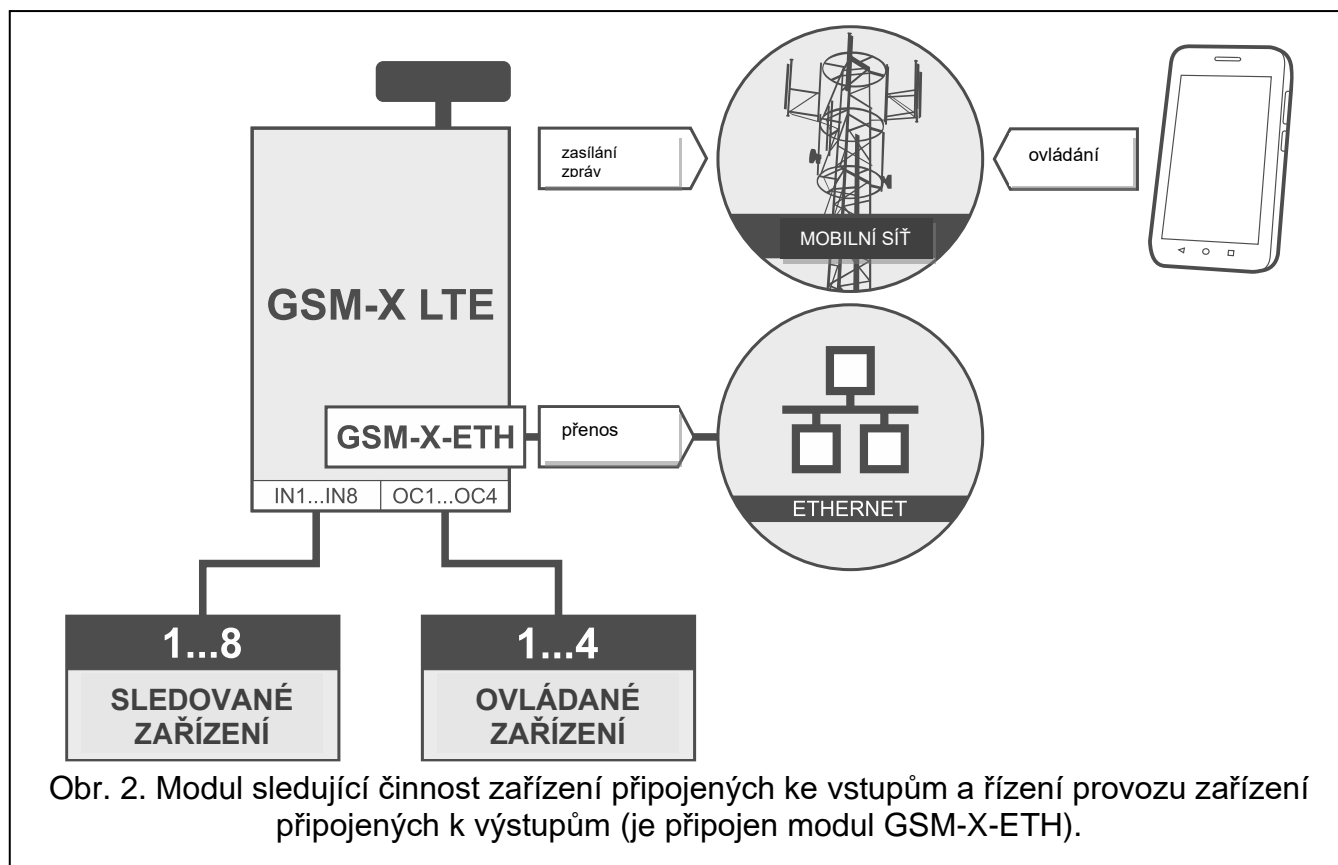 zasílání
zpráv
MOBILNÍ SÍŤ
ovládání
GSM-X LTE
GSM-X-ETH
přenos
ETHERNET
IN1...IN8
OC1...OC4
1...8
SLEDOVANÉ
ZAŘÍZENÍ
1...4
OVLÁDANÉ
ZAŘÍZENÍ
Obr. 2. Modul sledující činnost zařízení připojených ke vstupům a řízení provozu zařízení
připojených k výstupům (je připojen modul GSM-X-ETH).